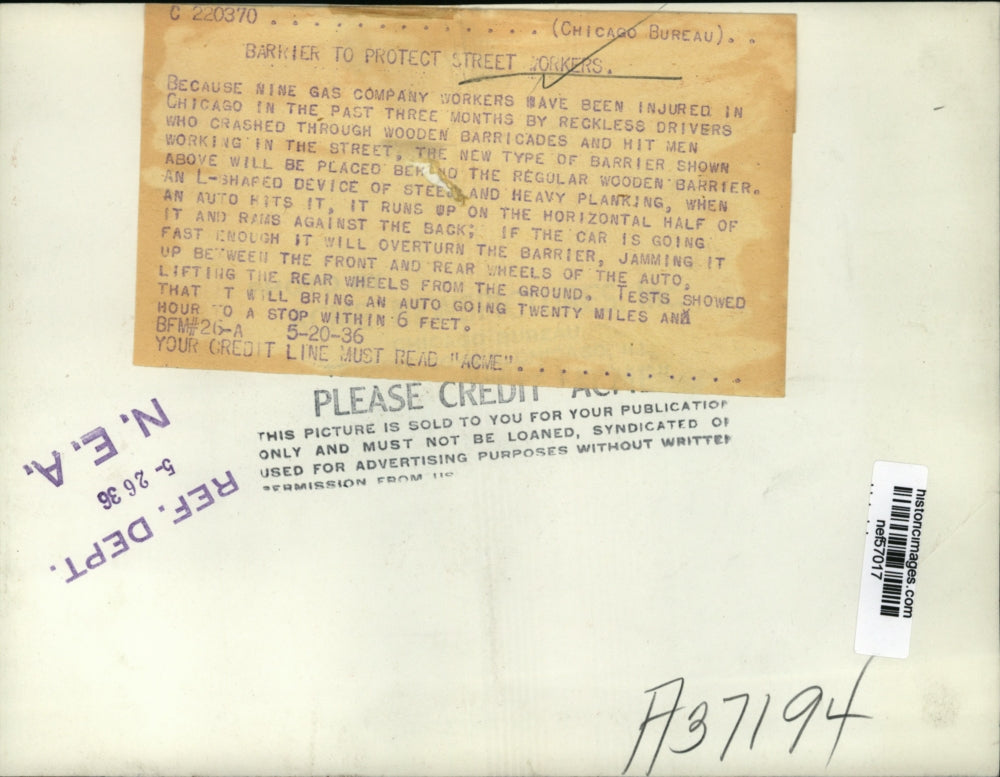 C 220370 . . . . . . . . . . . . . . (CHICAGO BUREAU). .
BARRIER TO PROTECT STREET WORKERS.
BECAUSE NINE GAS COMPANY WORKERS HAVE BEEN INJURED IN
CHICAGO IN THE PAST THREE MONTHS BY RECKLESS DRIVERS
WHO CRASHED THROUGH WOODEN BARRICADES AND HIT MEN
WORKING IN THE STREET, THE NEW TYPE OF BARRIER SHOWN
ABOVE WILL BE PLACED BEHIND THE REGULAR WOODEN BARRIER.
AN L-SHAPED DEVICE OF STEEL AND HEAVY PLANKING, WHEN
AN AUTO HITS IT, IT RUNS UP ON THE HORIZONTAL HALF OF
IT AND RAMS AGAINST THE BACK; IF THE CAR IS GOING
FAST ENOUGH IT WILL OVERTURN THE BARRIER, JAMMING IT
UP BETWEEN THE FRONT AND REAR WHEELS OF THE AUTO,
LIFTING THE REAR WHEELS FROM THE GROUND. TESTS SHOWED
THAT IT WILL BRING AN AUTO GOING TWENTY MILES AN
HOUR TO A STOP WITHIN 6 FEET.
BFM#26-A 5-20-36
YOUR CREDIT LINE MUST READ "ACME". . . . . . . . . . . .
PLEASE CREDIT ACME
THIS PICTURE IS SOLD TO YOU FOR YOUR PUBLICATION
ONLY AND MUST NOT BE LOANED, SYNDICATED OR
USED FOR ADVERTISING PURPOSES WITHOUT WRITTEN
PERMISSION FROM US
REF. DEPT.
5-26 36
N. E. A.
historicimages.com
nef57017
A37194